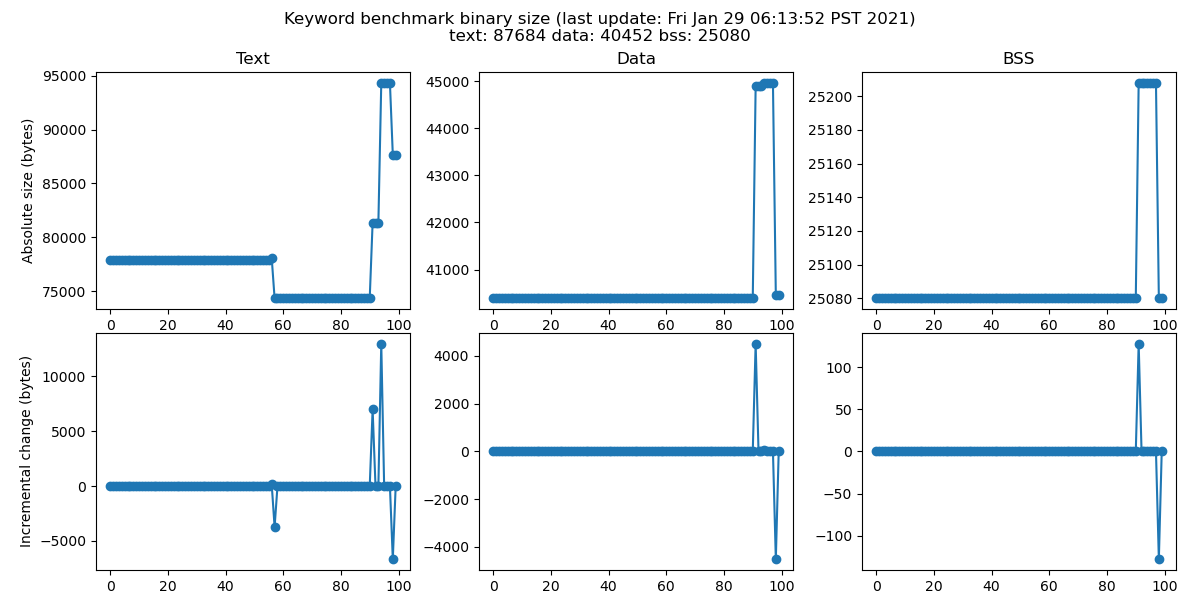 Keyword benchmark binary size (last update: Fri Jan 29 06:13:52 PST 2021)
text: 87684 data: 40452 bss: 25080
Text
Data
BSS
Absolute size (bytes)
95000
90000
85000
80000
75000
0 20 40 60 80 100
45000
44000
43000
42000
41000
0 20 40 60 80 100
25200
25180
25160
25140
25120
25100
25080
0 20 40 60 80 100
Incremental change (bytes)
10000
5000
0
−5000
0 20 40 60 80 100
4000
2000
0
−2000
−4000
0 20 40 60 80 100
100
50
0
−50
−100
0 20 40 60 80 100